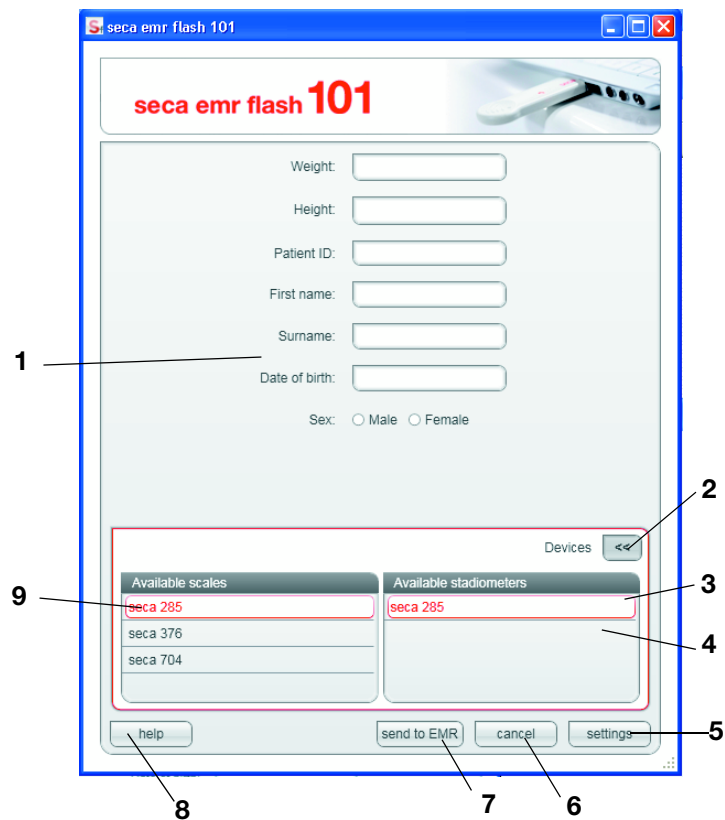 seca emr flash 101
seca emr flash 101
Weight:
Height:
Patient ID:
First name:
Surname:
1
Date of birth:
Sex: Male Female
2
Devices <<
Available scales Available stadiometers
3
9
seca 285 seca 285
seca 376
4
seca 704
help send to EMR cancel settings 5
8 7 6